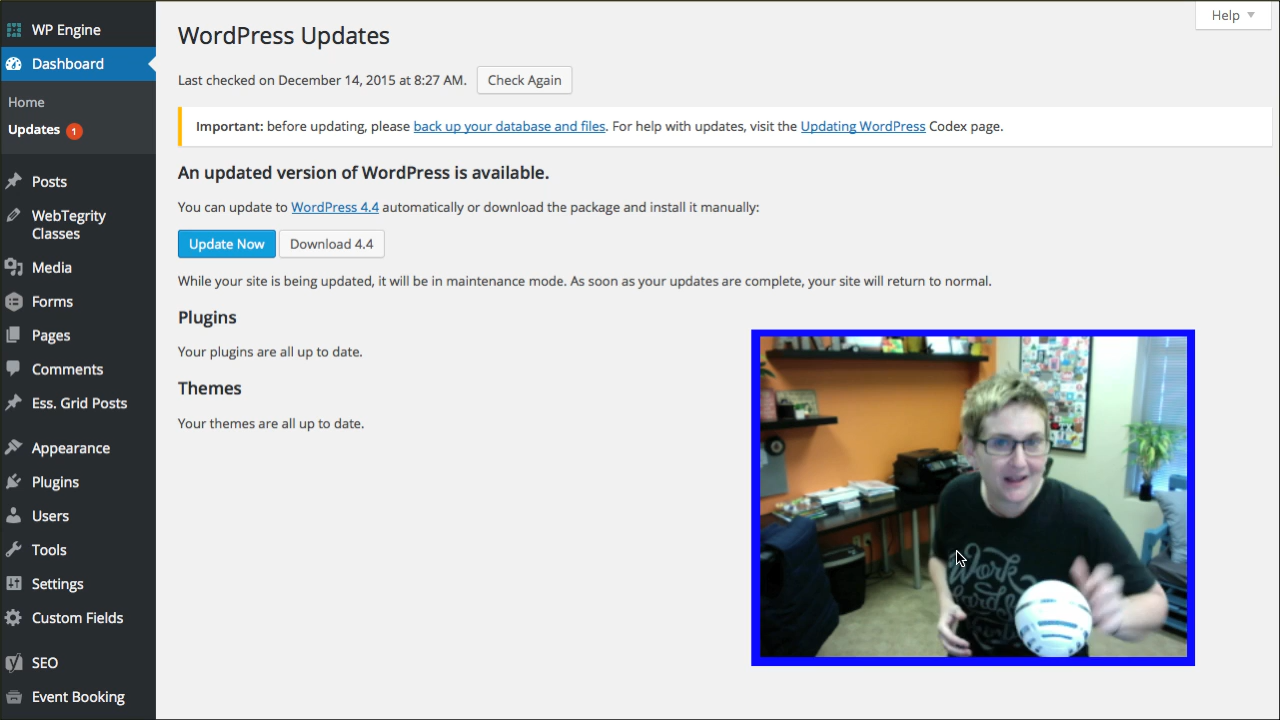 WP Engine
Dashboard
Home
Updates 1
Posts
WebTegrity
Classes
Media
Forms
Pages
Comments
Ess. Grid Posts
Appearance
Plugins
Users
Tools
Settings
Custom Fields
SEO
Event Booking
Help
WordPress Updates
Last checked on December 14, 2015 at 8:27 AM. Check Again
Important: before updating, please back up your database and files. For help with updates, visit the Updating WordPress Codex page.
An updated version of WordPress is available.
You can update to WordPress 4.4 automatically or download the package and install it manually:
Update Now Download 4.4
While your site is being updated, it will be in maintenance mode. As soon as your updates are complete, your site will return to normal.
Plugins
Your plugins are all up to date.
Themes
Your themes are all up to date.
Work
hard